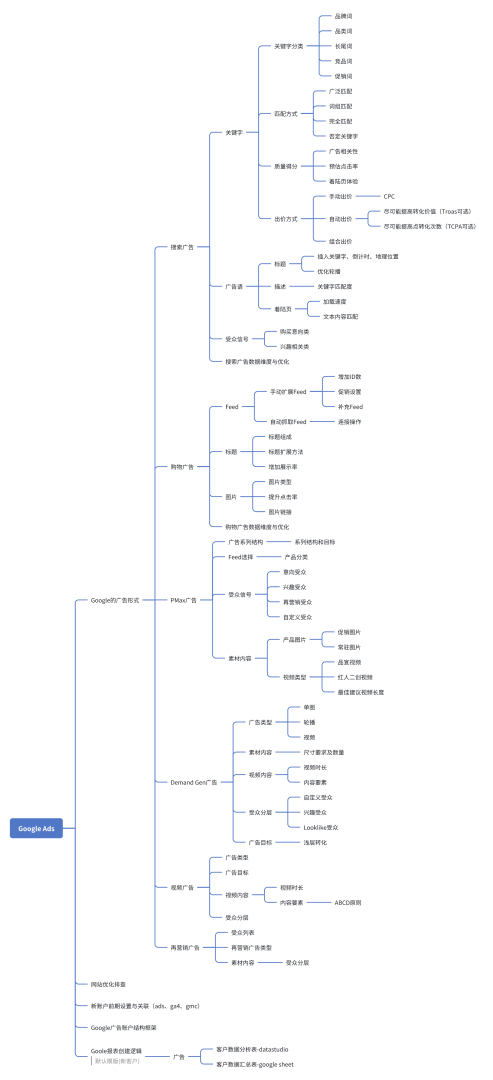 Google Ads
Google的广告形式
搜索广告
关键字
关键字分类
品牌词
品类词
长尾词
竞品词
促销词
匹配方式
广泛匹配
词组匹配
完全匹配
否定关键字
质量得分
广告相关性
预估点击率
着陆页体验
出价方式
手动出价
CPC
自动出价
尽可能提高转化价值（Troas可选）
尽可能提高点转化次数（TCPA可选）
组合出价
广告语
标题
插入关键字、倒计时、地理位置
优化轮播
描述
关键字匹配度
着陆页
加载速度
文本内容匹配
受众信号
购买意向类
兴趣相关类
搜索广告数据维度与优化
购物广告
Feed
手动扩展Feed
增加ID数
促销设置
补充Feed
自动抓取Feed
连接操作
标题
标题组成
标题扩展方法
增加展示率
图片
图片类型
提升点击率
图片链接
购物广告数据维度与优化
PMax广告
广告系列结构
系列结构和目标
Feed选择
产品分类
受众信号
意向受众
兴趣受众
再营销受众
自定义受众
素材内容
产品图片
促销图片
常驻图片
视频类型
品宣视频
红人二创视频
最佳建议视频长度
Demand Gen广告
广告类型
单图
轮播
视频
素材内容
尺寸要求及数量
视频内容
视频时长
内容要素
受众分层
自定义受众
兴趣受众
Looklike受众
广告目标
浅层转化
视频广告
广告类型
广告目标
视频内容
视频时长
内容要素
ABCD原则
受众分层
再营销广告
受众列表
再营销广告类型
素材内容
受众分层
网站优化排查
新账户前期设置与关联（ads、ga4、gmc）
Google广告账户结构框架
Goole报表创建逻辑
默认模版(新客户)
广告
客户数据分析表-datastudio
客户数据汇总表-google sheet